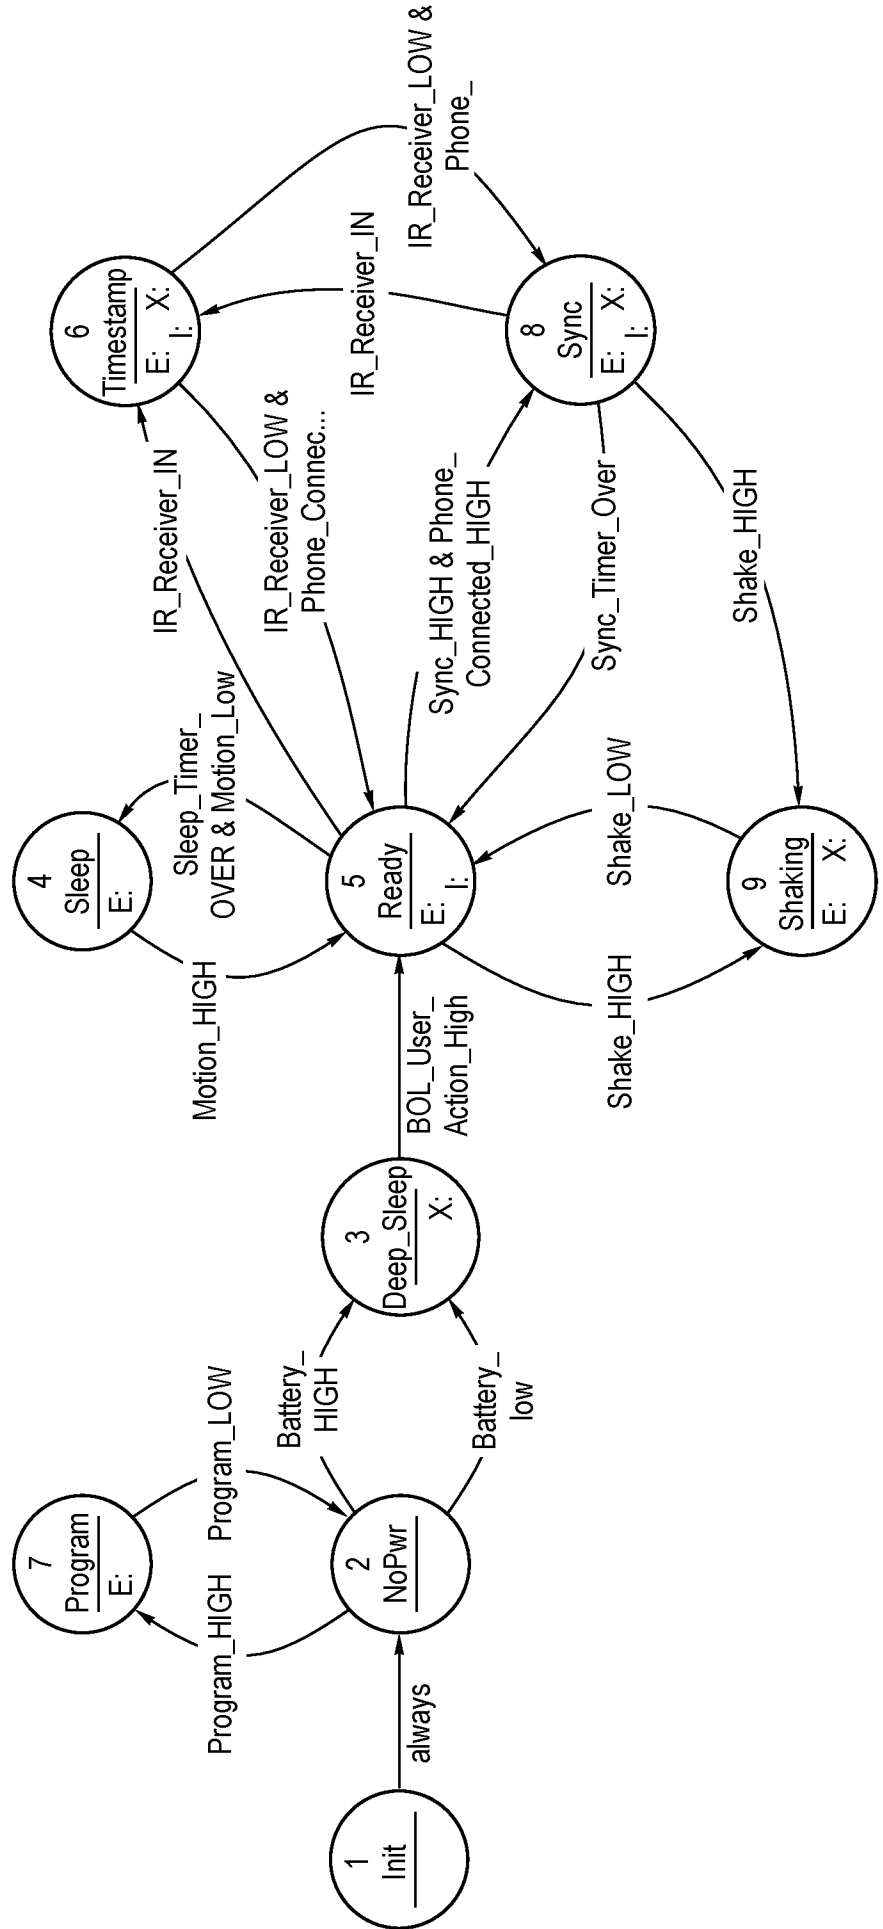 1
Init
always
2
NoPwr
Program_HIGH
Program_LOW
7
Program
E:
Battery_
HIGH
Battery_
low
3
Deep_Sleep
X:
BOL_User_
Action_High
Motion_HIGH
4
Sleep
E:
Sleep_Timer_
OVER & Motion_Low
5
Ready
E:
I:
IR_Receiver_IN
IR_Receiver_LOW &
Phone_Connec...
Sync_HIGH & Phone_
Connected_HIGH
Sync_Timer_Over
Shake_HIGH
Shake_LOW
9
Shaking
E: X:
Shake_HIGH
6
Timestamp
E: X:
I:
IR_Receiver_IN
IR_Receiver_LOW &
Phone_
8
Sync
E: X:
I: